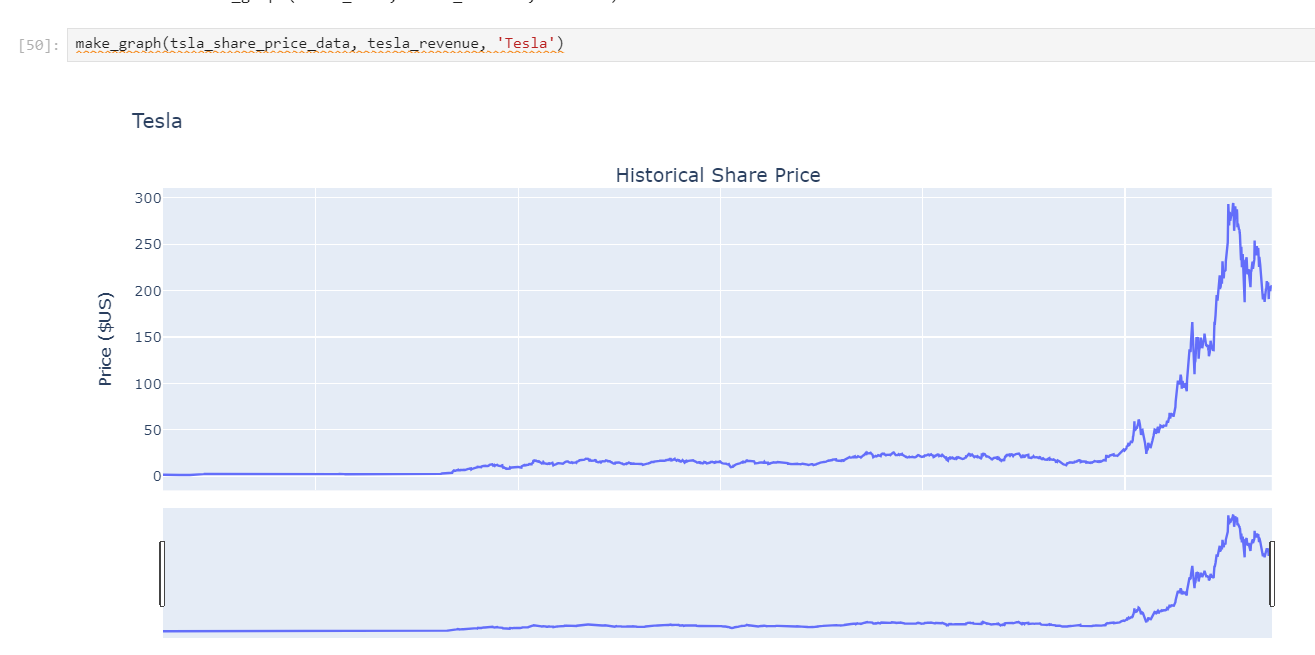 [50]: make_graph(tsla_share_price_data, tesla_revenue, 'Tesla')
Tesla
Historical Share Price
300
250
200
150
100
50
0
Price ($US)